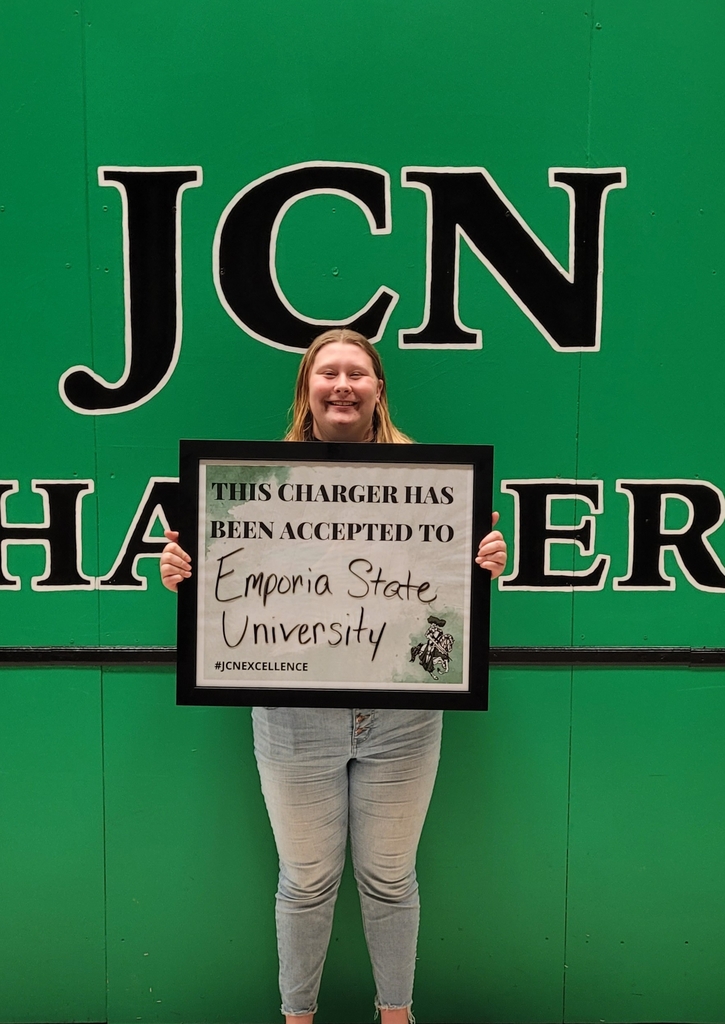 JCN
HA ER
THIS CHARGER HAS
BEEN ACCEPTED TO
Emporia State
University
#JCNEXCELLENCE